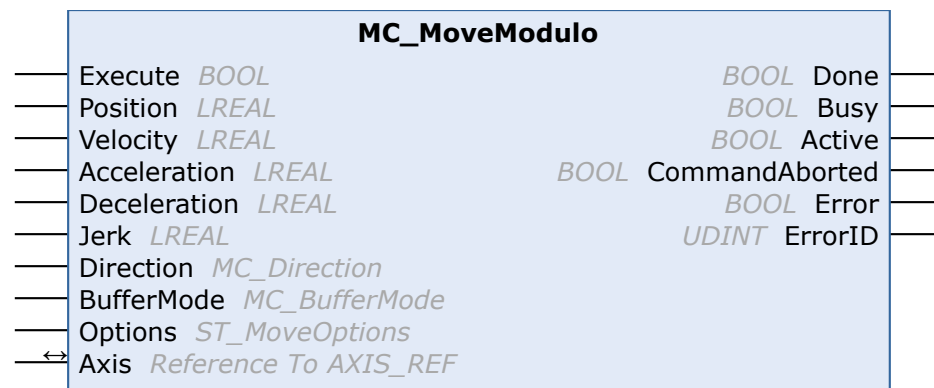 MC_MoveModulo
Execute BOOL BOOL Done
Position LREAL BOOL Busy
Velocity LREAL BOOL Active
Acceleration LREAL BOOL CommandAborted
Deceleration LREAL BOOL Error
Jerk LREAL UDINT ErrorID
Direction MC_Direction
BufferMode MC_BufferMode
Options ST_MoveOptions
↔ Axis Reference To AXIS_REF